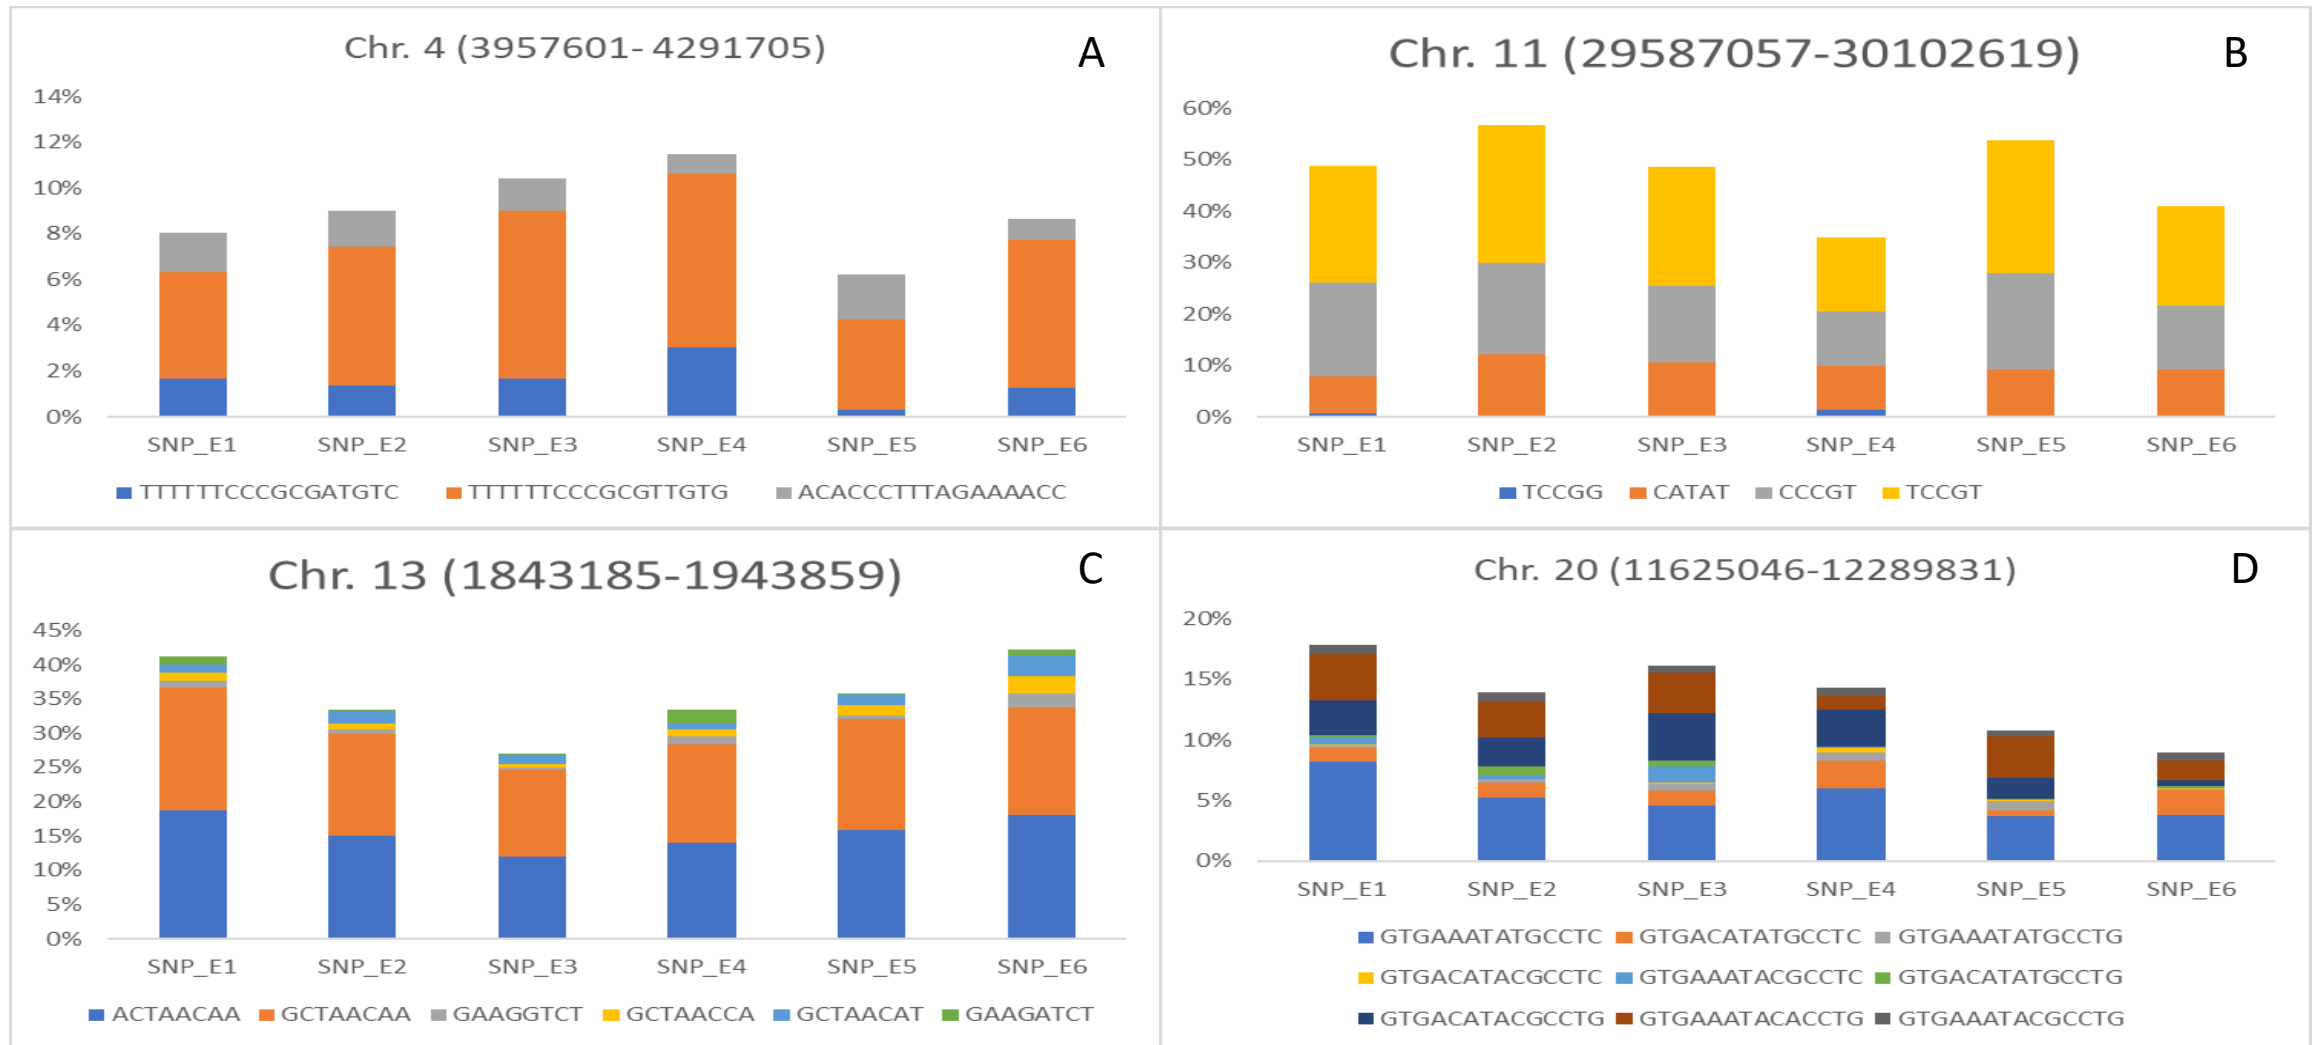 Chr. 4 (3957601- 4291705)
A
14%
12%
10%
8%
6%
4%
2%
0%
SNP_E1 SNP_E2 SNP_E3 SNP_E4 SNP_E5 SNP_E6
TTTTTTCCCGCGATGTC TTTTTTCCCGCGTTGTG ACACCCTTTAGAAAACC
Chr. 11 (29587057-30102619)
B
60%
50%
40%
30%
20%
10%
0%
SNP_E1 SNP_E2 SNP_E3 SNP_E4 SNP_E5 SNP_E6
TCCGG CATAT CCCGT TCCGT
Chr. 13 (1843185-1943859)
C
45%
40%
35%
30%
25%
20%
15%
10%
5%
0%
SNP_E1 SNP_E2 SNP_E3 SNP_E4 SNP_E5 SNP_E6
ACTAACAA GCTAACAA GAAGGTCT GCTAACCA GCTAACAT GAAGATCT
Chr. 20 (11625046-12289831)
D
20%
15%
10%
5%
0%
SNP_E1 SNP_E2 SNP_E3 SNP_E4 SNP_E5 SNP_E6
GTGAAATATGCCTC GTGACATATGCCTC GTGAAATATGCCTG
GTGACATACGCCTC GTGAAATACGCCTC GTGACATATGCCTG
GTGACATACGCCTG GTGAAATACACCTG GTGAAATACGCCTG